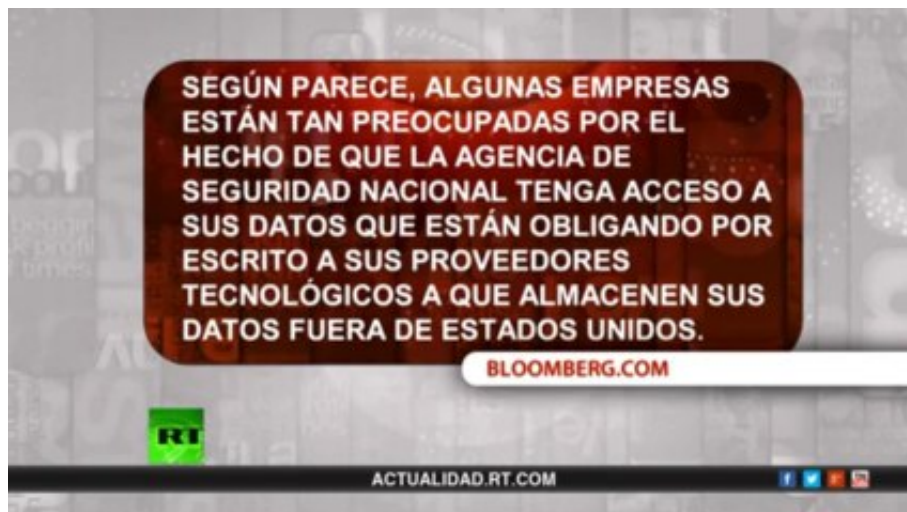 SEGÚN PARECE, ALGUNAS EMPRESAS
ESTÁN TAN PREOCUPADAS POR EL
HECHO DE QUE LA AGENCIA DE
SEGURIDAD NACIONAL TENGA ACCESO A
SUS DATOS QUE ESTÁN OBLIGANDO POR
ESCRITO A SUS PROVEEDORES
TECNOLÓGICOS A QUE ALMACENEN SUS
DATOS FUERA DE ESTADOS UNIDOS.
BLOOMBERG.COM
RT
ACTUALIDAD.RT.COM